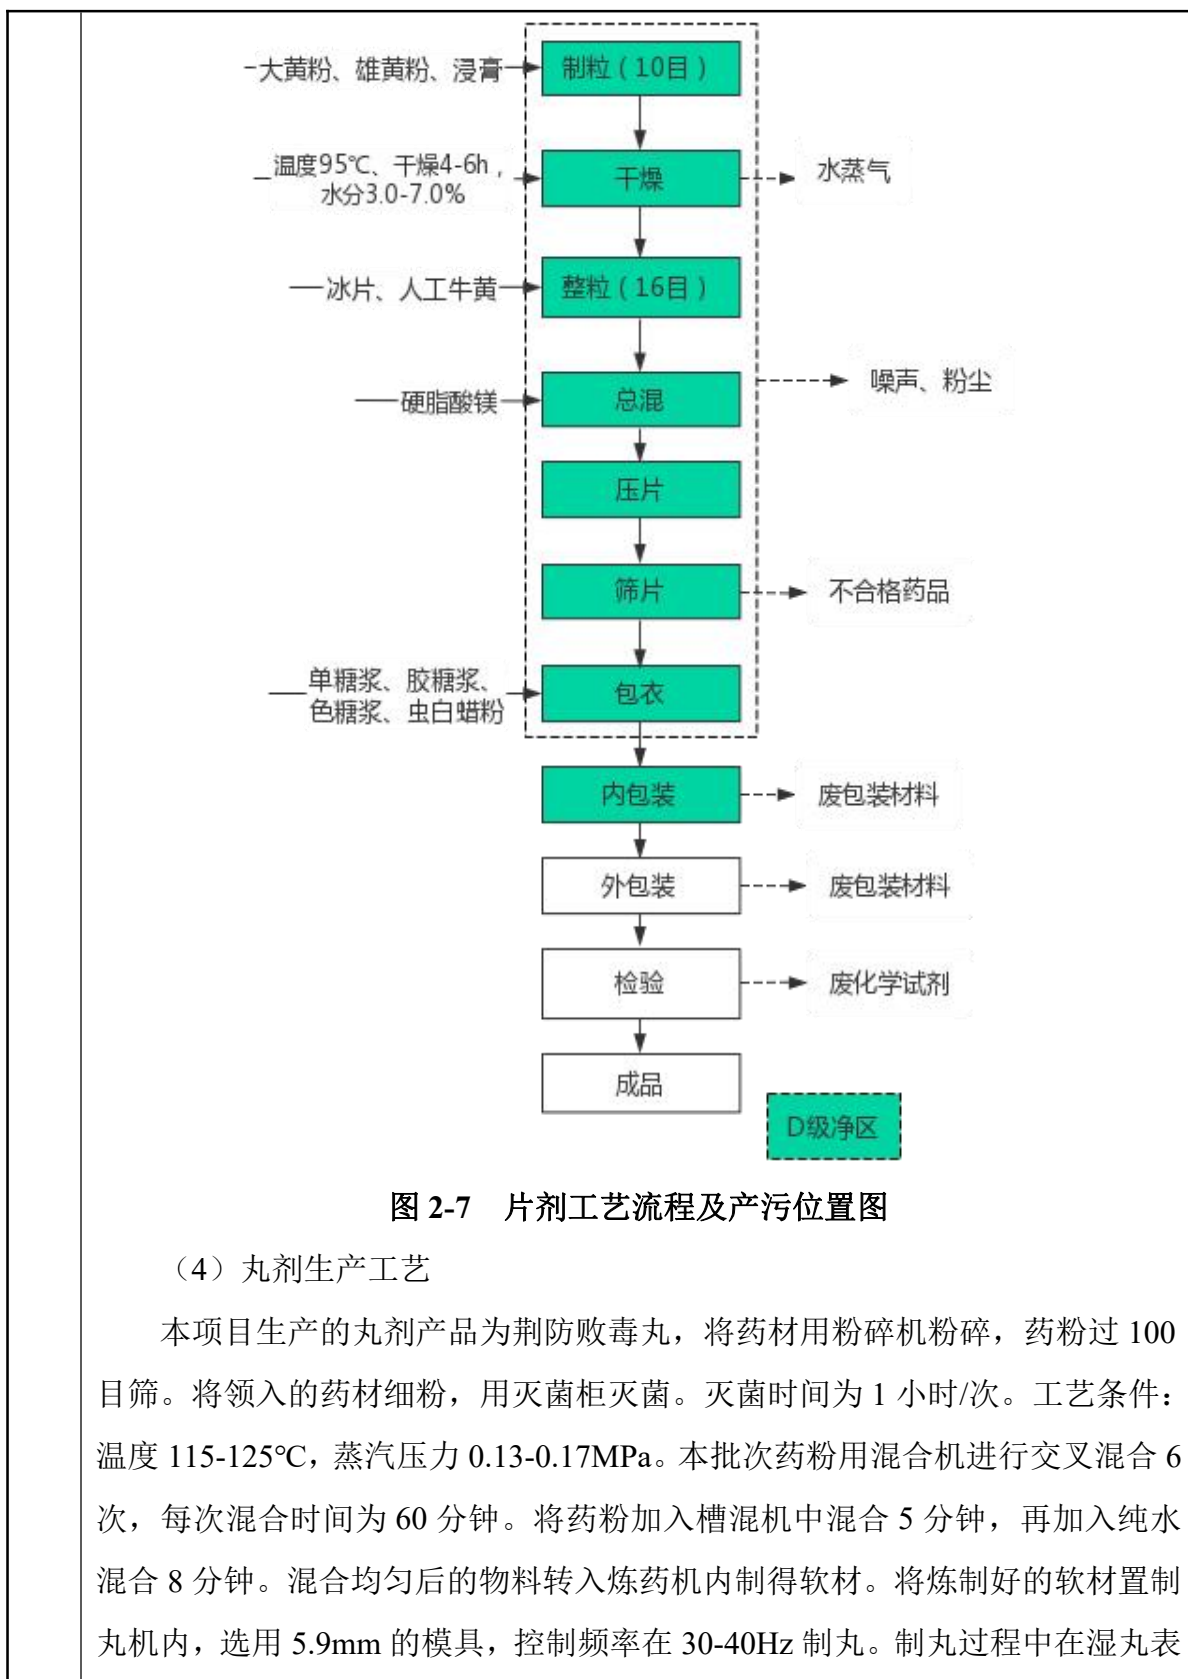 大黄粉、雄黄粉、浸膏
制粒（10目）
温度95℃、干燥4-6h，
水分3.0-7.0%
干燥
水蒸气
冰片、人工牛黄
整粒（16目）
噪声、粉尘
硬脂酸镁
总混
压片
筛片
不合格药品
单糖浆、胶糖浆、
色糖浆、虫白蜡粉
包衣
内包装
废包装材料
外包装
废包装材料
检验
废化学试剂
成品
D级净区
图 2-7 片剂工艺流程及产污位置图
（4）丸剂生产工艺
本项目生产的丸剂产品为荆防败毒丸，将药材用粉碎机粉碎，药粉过 100
目筛。将领入的药材细粉，用灭菌柜灭菌。灭菌时间为 1 小时/次。工艺条件：
温度 115-125℃，蒸汽压力 0.13-0.17MPa。本批次药粉用混合机进行交叉混合 6
次，每次混合时间为 60 分钟。将药粉加入槽混机中混合 5 分钟，再加入纯水
混合 8 分钟。混合均匀后的物料转入炼药机内制得软材。将炼制好的软材置制
丸机内，选用 5.9mm 的模具，控制频率在 30-40Hz 制丸。制丸过程中在湿丸表